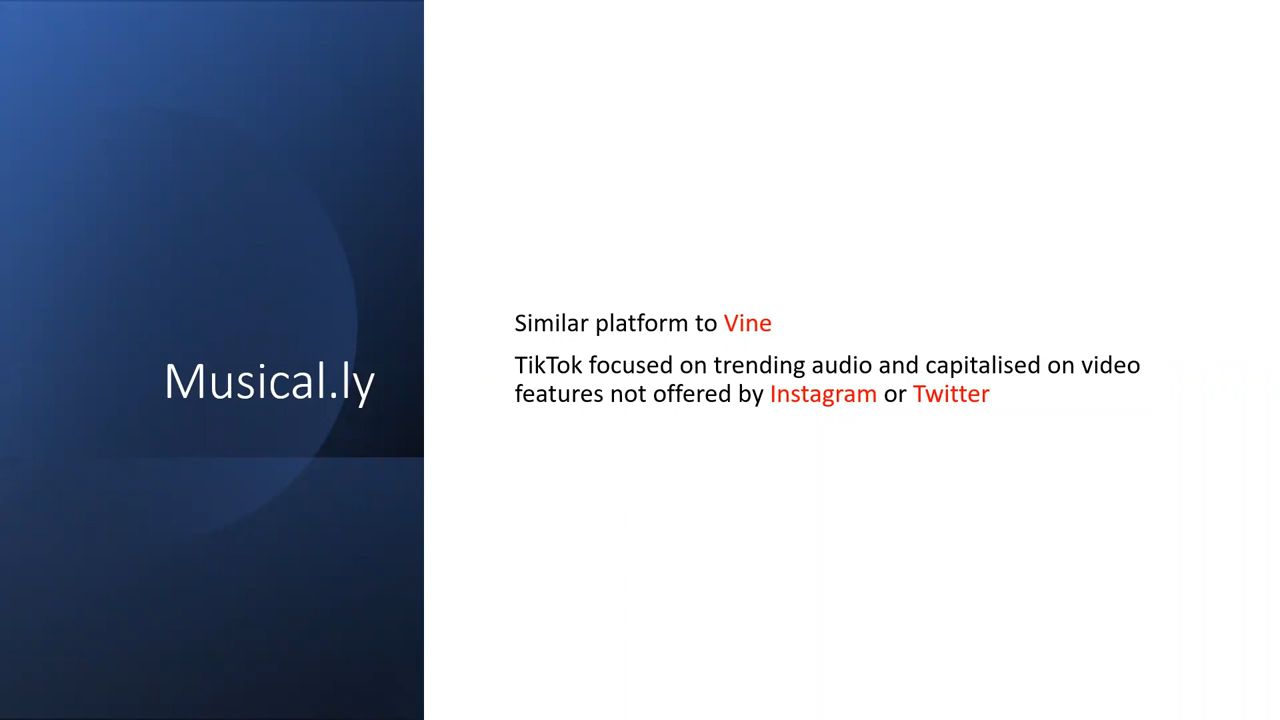 Musical.ly
Similar platform to Vine
TikTok focused on trending audio and capitalised on video
features not offered by Instagram or Twitter